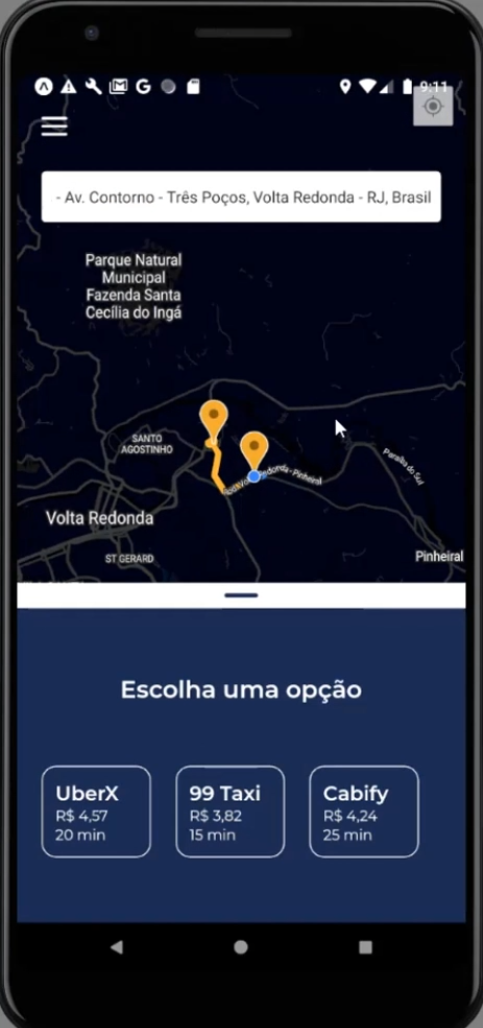 9:11
- Av. Contorno - Três Poços, Volta Redonda - RJ, Brasil
Parque Natural
Municipal
Fazenda Santa
Cecília do Ingá
SANTO
AGOSTINHO
Paraíba do Sul
Redonda - Pinheiral
Volta Redonda
Pinheiral
ST GERARD
Escolha uma opção
UberX
R$ 4,57
20 min
99 Taxi
R$ 3,82
15 min
Cabify
R$ 4,24
25 min